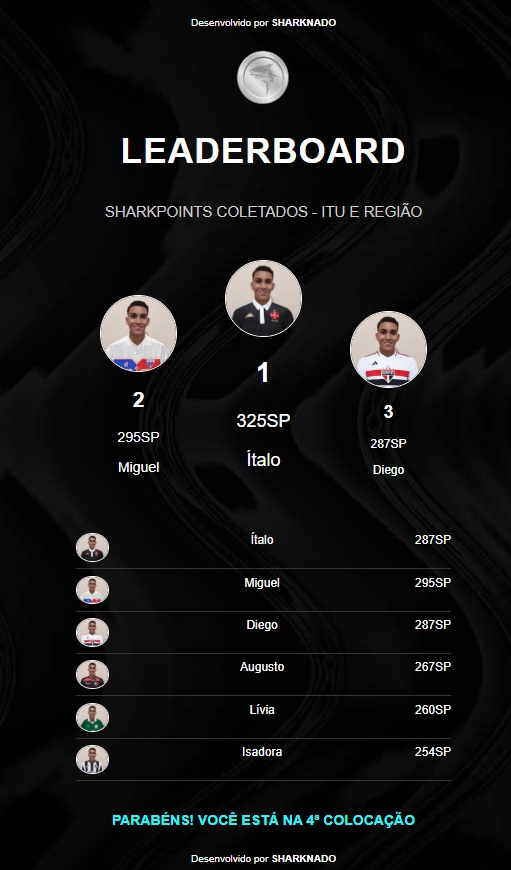 Desenvolvido por SHARKNADO
LEADERBOARD
SHARKPOINTS COLETADOS - ITU E REGIÃO
1
325SP
Ítalo
2
295SP
Miguel
3
287SP
Diego
Ítalo 287SP
Miguel 295SP
Diego 287SP
Augusto 267SP
Lívia 260SP
Isadora 254SP
PARABÉNS! VOCÊ ESTÁ NA 4ª COLOCAÇÃO
Desenvolvido por SHARKNADO